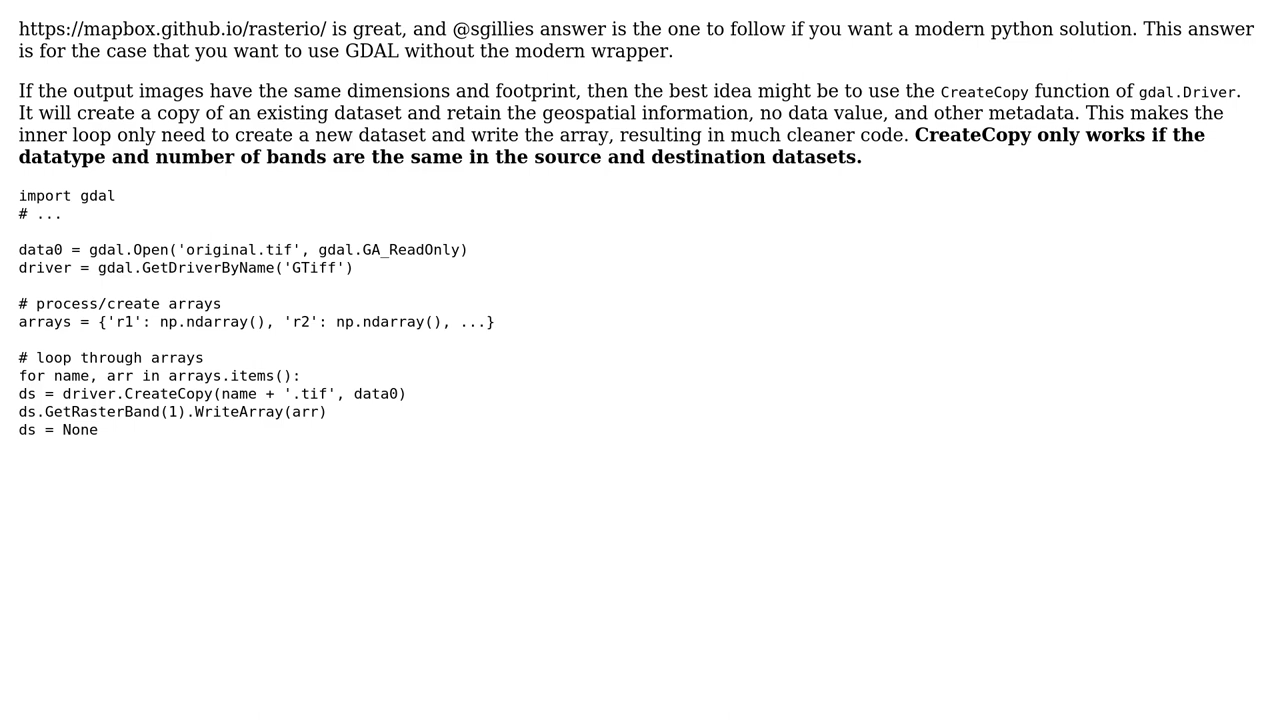 https://mapbox.github.io/rasterio/ is great, and @sgillies answer is the one to follow if you want a modern python solution. This answer
is for the case that you want to use GDAL without the modern wrapper.
If the output images have the same dimensions and footprint, then the best idea might be to use the CreateCopy function of gdal.Driver.
It will create a copy of an existing dataset and retain the geospatial information, no data value, and other metadata. This makes the
inner loop only need to create a new dataset and write the array, resulting in much cleaner code. CreateCopy only works if the
datatype and number of bands are the same in the source and destination datasets.
import gdal
# ...
data0 = gdal.Open('original.tif', gdal.GA_ReadOnly)
driver = gdal.GetDriverByName('GTiff')
# process/create arrays
arrays = {'r1': np.ndarray(), 'r2': np.ndarray(), ...}
# loop through arrays
for name, arr in arrays.items():
ds = driver.CreateCopy(name + '.tif', data0)
ds.GetRasterBand(1).WriteArray(arr)
ds = None